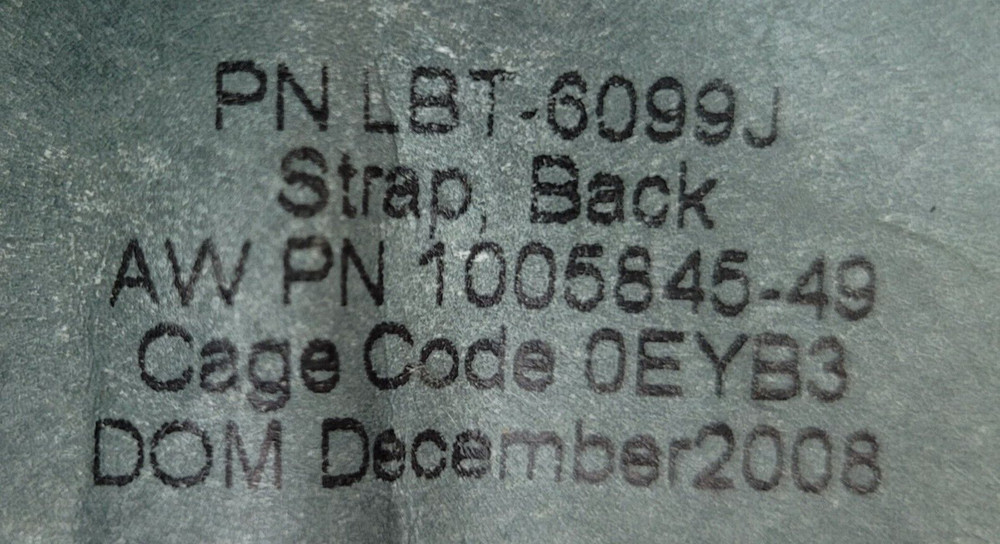 PN LBT-6099J
Strap, Back
AW PN 1005845-49
Cage Code 0EYB3
DOM December2008